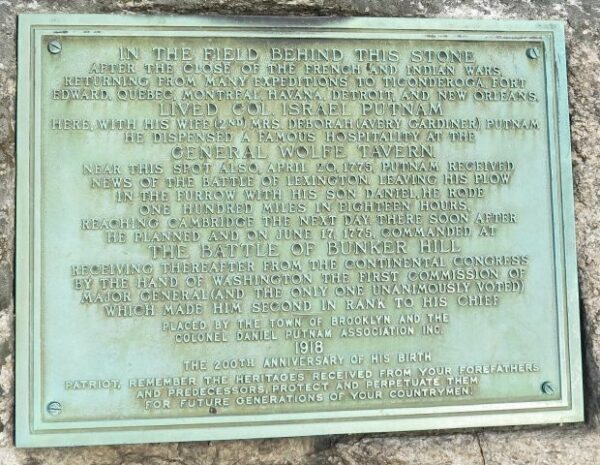 IN THE FIELD BEHIND THIS STONE
AFTER THE CLOSE OF THE FRENCH AND INDIAN WARS,
RETURNING FROM MANY EXPEDITIONS TO TICONDEROGA, FORT
EDWARD, QUEBEC, MONTREAL, HAVANA, DETROIT, AND NEW ORLEANS,
LIVED COL. ISRAEL PUTNAM
HERE, WITH HIS WIFE (2ND) MRS. DEBORAH (AVERY GARDINER) PUTNAM
HE DISPENSED A FAMOUS HOSPITALITY AT THE
GENERAL WOLFE TAVERN.
NEAR THIS SPOT ALSO, APRIL 20, 1775, PUTNAM RECEIVED
NEWS OF THE BATTLE OF LEXINGTON, LEAVING HIS PLOW
IN THE FURROW WITH HIS SON DANIEL, HE RODE
ONE HUNDRED MILES IN EIGHTEEN HOURS,
REACHING CAMBRIDGE THE NEXT DAY. THERE SOON AFTER
HE PLANNED AND, ON JUNE 17, 1775, COMMANDED AT
THE BATTLE OF BUNKER HILL
RECEIVING THEREAFTER FROM THE CONTINENTAL CONGRESS
BY THE HAND OF WASHINGTON THE FIRST COMMISSION OF
MAJOR GENERAL (AND THE ONLY ONE UNANIMOUSLY VOTED)
WHICH MADE HIM SECOND IN RANK TO HIS CHIEF
PLACED BY THE TOWN OF BROOKLYN AND THE
COLONEL DANIEL PUTNAM ASSOCIATION INC.
1918
THE 200TH ANNIVERSARY OF HIS BIRTH
PATRIOT, REMEMBER THE HERITAGES RECEIVED FROM YOUR FOREFATHERS
AND PREDECESSORS, PROTECT AND PERPETUATE THEM
FOR FUTURE GENERATIONS OF YOUR COUNTRYMEN.